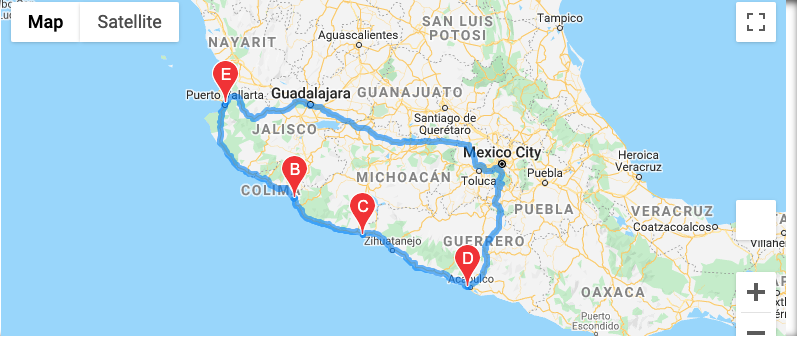 Map
Satellite
Tampico
SAN LUIS
POTOSI
Aguascalientes
NAYARIT
E
Puerto Vallarta
Guadalajara
GUANAJUATO
Santiago de
Querétaro
JALISCO
Mexico City
Heroica
Veracruz
B
MICHOACÁN
Toluca
Puebla
COLIMA
C
PUEBLA
VERACRUZ
Coatzacoalcos
Zihuatanejo
GUERRERO
D
Acapulco
OAXACA
Puerto
Escondido
+
−